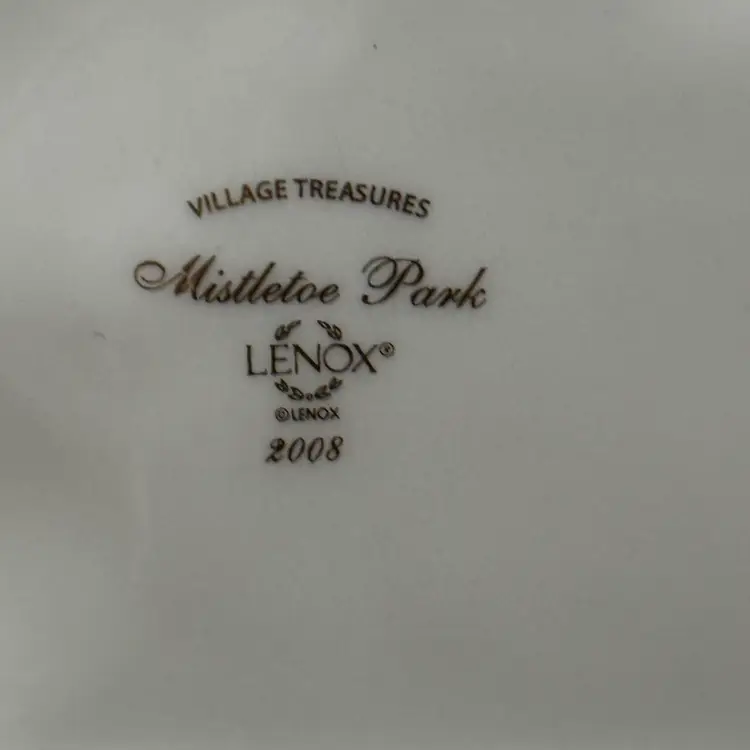 VILLAGE TREASURES
Mistletoe Park
LENOX®
©LENOX
2008